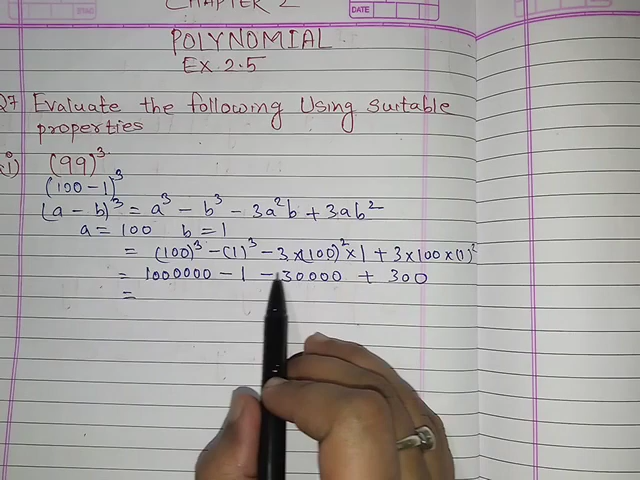 CHAPTER 2
DATE
POLYNOMIAL
EX 2.5
Q7 Evaluate the following Using suitable
properties
(i) (99)³
(100 - 1)³
(a - b)³ = a³ - b³ - 3a²b + 3ab²
a = 100 b = 1
= (100)³ - (1)³ - 3 × (100)² × 1 + 3 × 100 × (1)²
= 1000000 - 1 - 30000 + 300
=